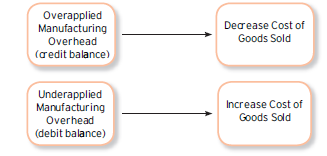 Overapplied
Manufacturing
Overhead
(credit balance)
Decrease Cost of
Goods Sold
Underapplied
Manufacturing
Overhead
(debit balance)
Increase Cost of
Goods Sold